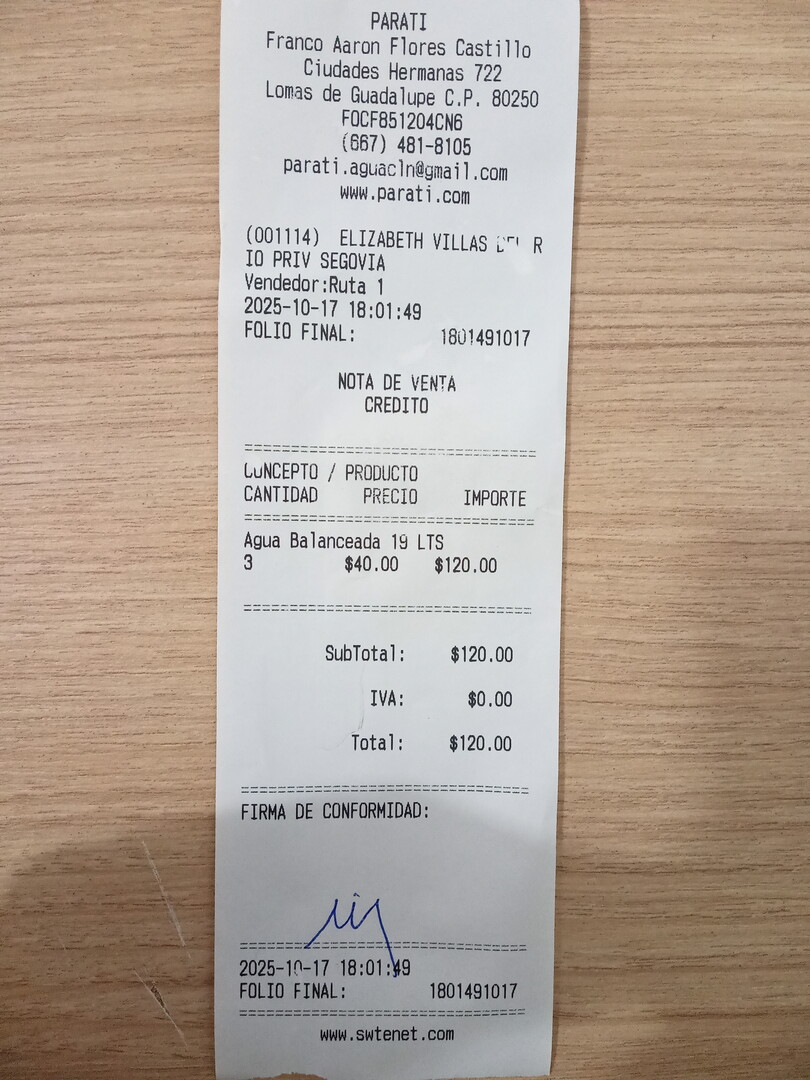 PARATI
Franco Aaron Flores Castillo
Ciudades Hermanas 722
Lomas de Guadalupe C.P. 80250
FOCF851204CN6
(667) 481-8105
parati.aguacln@gmail.com
www.parati.com
(001114) ELIZABETH VILLAS DEL R
IO PRIV SEGOVIA
Vendedor:Ruta 1
2025-10-17 18:01:49
FOLIO FINAL: 1801491017
NOTA DE VENTA
CREDITO
================================
CONCEPTO / PRODUCTO
CANTIDAD PRECIO IMPORTE
================================
Agua Balanceada 19 LTS
3 $40.00 $120.00
================================
SubTotal: $120.00
IVA: $0.00
Total: $120.00
================================
FIRMA DE CONFORMIDAD:
================================
2025-10-17 18:01:49
FOLIO FINAL: 1801491017
================================
www.swtenet.com